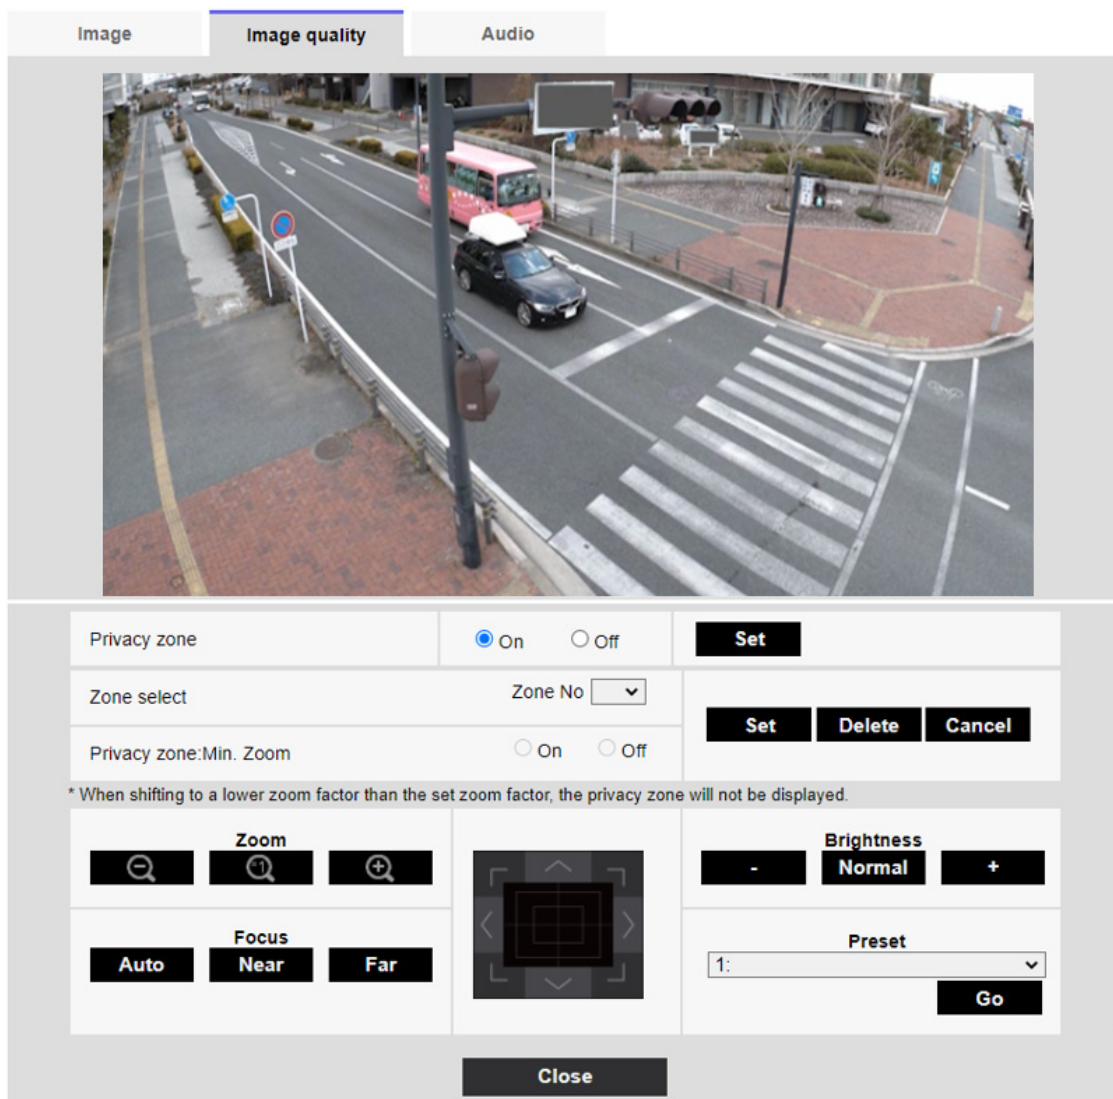 Image Image quality Audio
Privacy zone On Off Set
Zone select Zone No
Set Delete Cancel
Privacy zone:Min. Zoom On Off
* When shifting to a lower zoom factor than the set zoom factor, the privacy zone will not be displayed.
Zoom
Brightness
- Normal +
Focus
Auto Near Far
Preset
1:
Go
Close